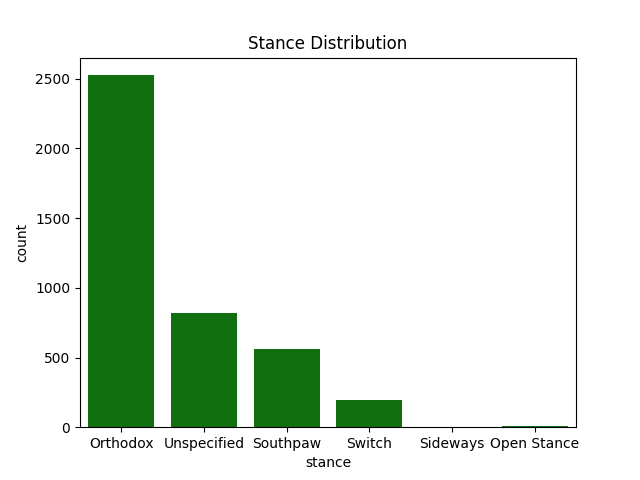 Stance Distribution
2500
2000
1500
1000
500
0
count
Orthodox Unspecified Southpaw Switch Sideways Open Stance
stance